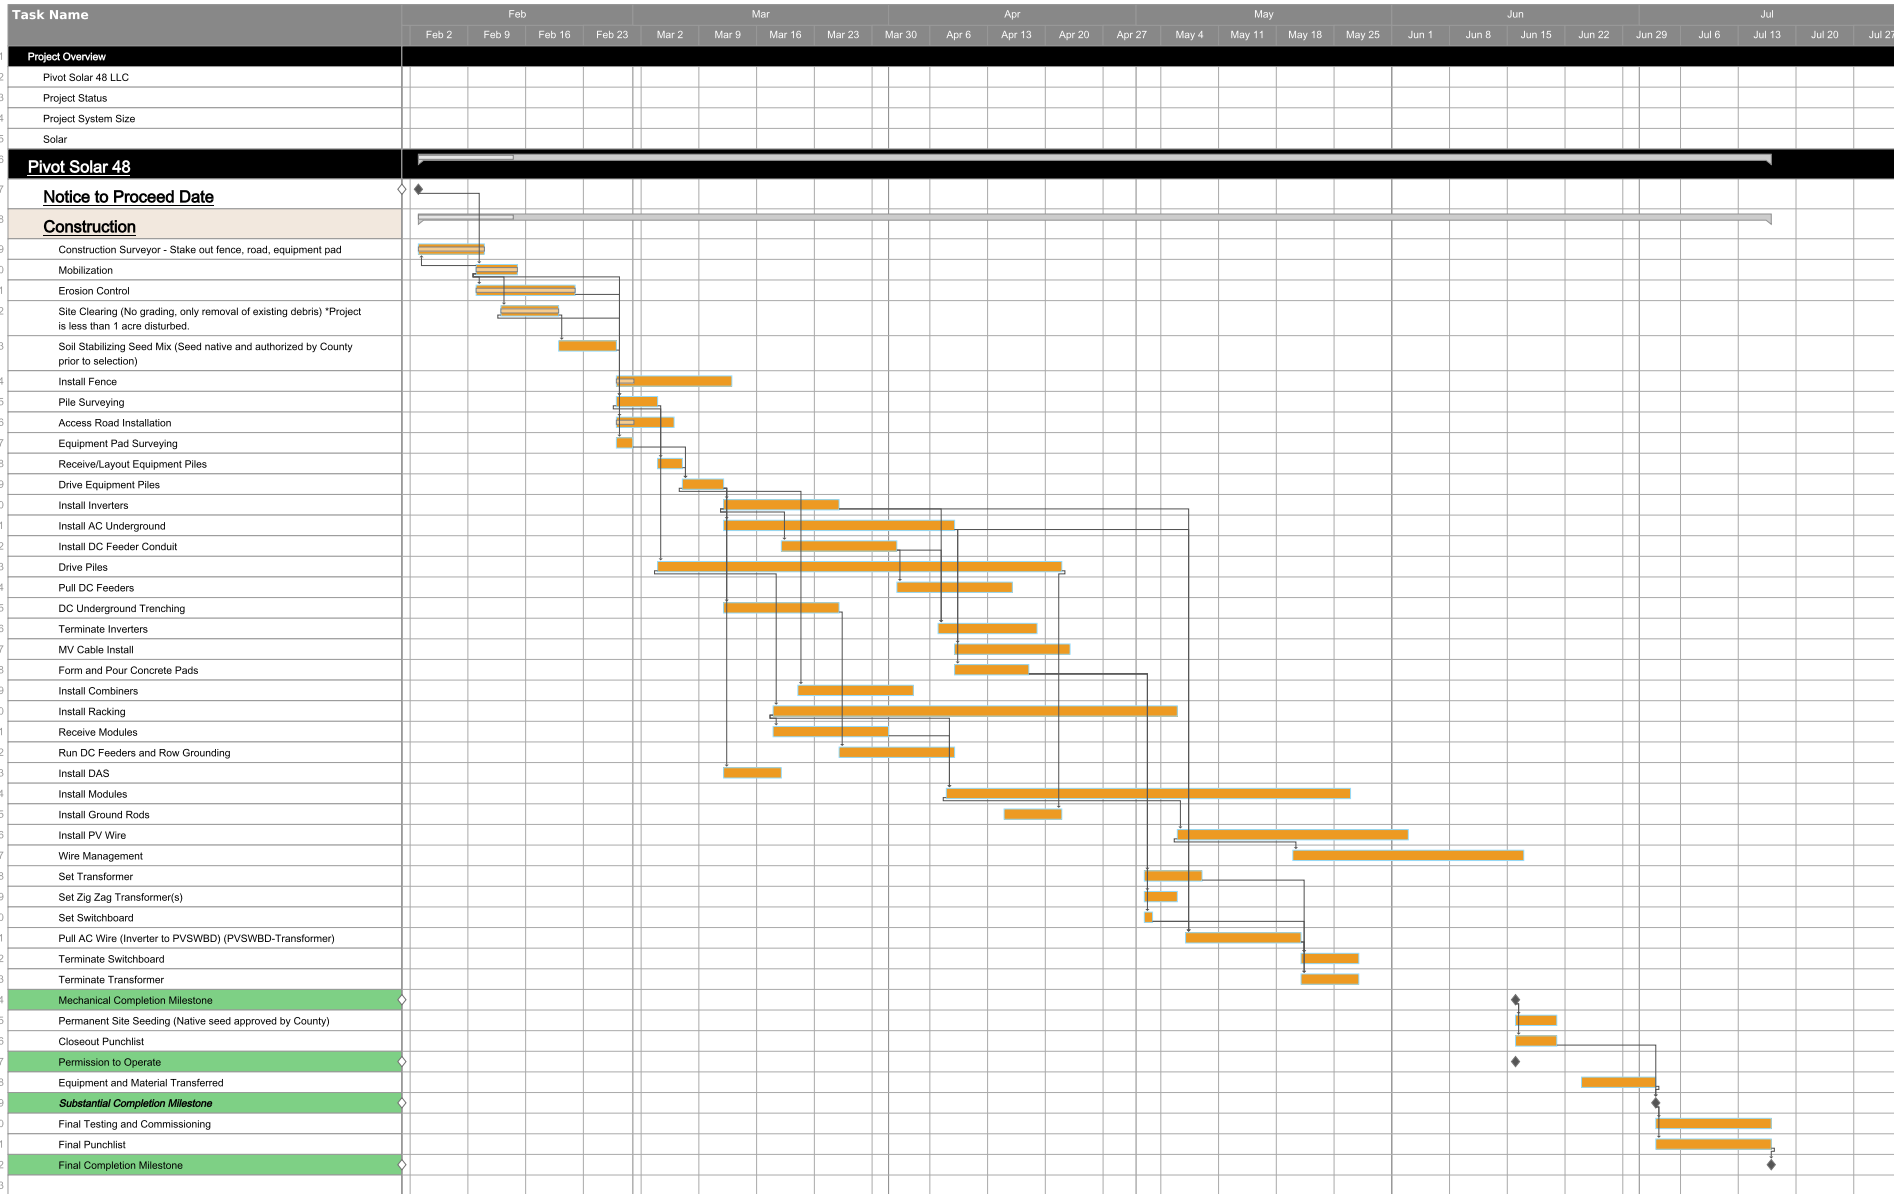 Task Name
Feb Mar Apr May Jun Jul
Feb 2 Feb 9 Feb 16 Feb 23 Mar 2 Mar 9 Mar 16 Mar 23 Mar 30 Apr 6 Apr 13 Apr 20 Apr 27 May 4 May 11 May 18 May 25 Jun 1 Jun 8 Jun 15 Jun 22 Jun 29 Jul 6 Jul 13 Jul 20 Jul 27
Project Overview
Pivot Solar 48 LLC
Project Status
Project System Size
Solar
Pivot Solar 48
Notice to Proceed Date
Construction
Construction Surveyor - Stake out fence, road, equipment pad
Mobilization
Erosion Control
Site Clearing (No grading, only removal of existing debris) *Project
is less than 1 acre disturbed.
Soil Stabilizing Seed Mix (Seed native and authorized by County
prior to selection)
Install Fence
Pile Surveying
Access Road Installation
Equipment Pad Surveying
Receive/Layout Equipment Piles
Drive Equipment Piles
Install Inverters
Install AC Underground
Install DC Feeder Conduit
Drive Piles
Pull DC Feeders
DC Underground Trenching
Terminate Inverters
MV Cable Install
Form and Pour Concrete Pads
Install Combiners
Install Racking
Receive Modules
Run DC Feeders and Row Grounding
Install DAS
Install Modules
Install Ground Rods
Install PV Wire
Wire Management
Set Transformer
Set Zig Zag Transformer(s)
Set Switchboard
Pull AC Wire (Inverter to PVSWBD) (PVSWBD-Transformer)
Terminate Switchboard
Terminate Transformer
Mechanical Completion Milestone
Permanent Site Seeding (Native seed approved by County)
Closeout Punchlist
Permission to Operate
Equipment and Material Transferred
Substantial Completion Milestone
Final Testing and Commissioning
Final Punchlist
Final Completion Milestone